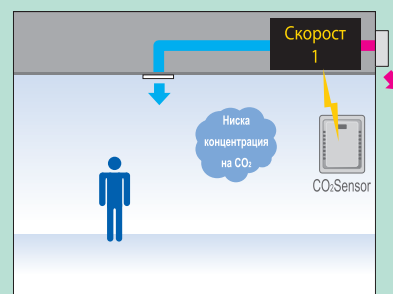 Скорост
1
Ниска
концентрация
на CO₂
CO₂Sensor